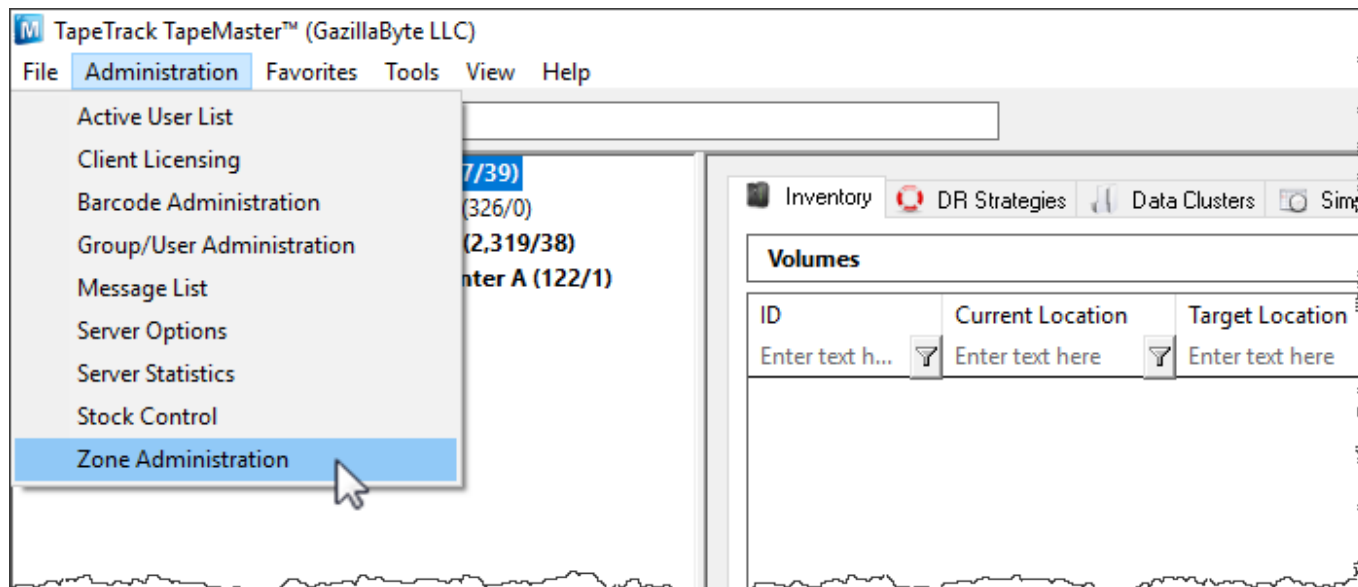 TapeTrack TapeMaster™ (GazillaByte LLC)
File Administration Favorites Tools View Help
Active User List
Client Licensing
Barcode Administration
Group/User Administration
Message List
Server Options
Server Statistics
Stock Control
Zone Administration
7/39)
(326/0)
(2,319/38)
nter A (122/1)
Inventory DR Strategies Data Clusters Sim
Volumes
ID Current Location Target Location
Enter text h... Enter text here Enter text here